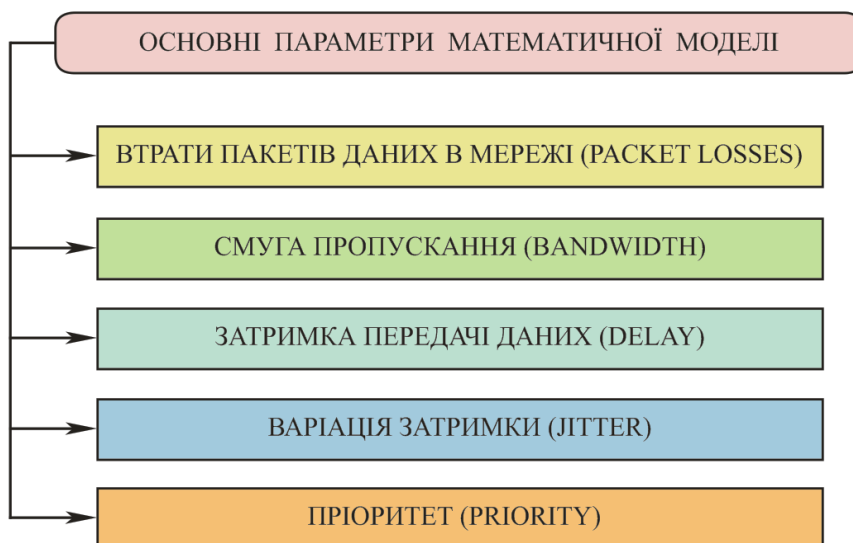 ОСНОВНІ ПАРАМЕТРИ МАТЕМАТИЧНОЇ МОДЕЛІ
ВТРАТИ ПАКЕТІВ ДАНИХ В МЕРЕЖІ (PACKET LOSSES)
СМУГА ПРОПУСКАННЯ (BANDWIDTH)
ЗАТРИМКА ПЕРЕДАЧІ ДАНИХ (DELAY)
ВАРІАЦІЯ ЗАТРИМКИ (JITTER)
ПРІОРИТЕТ (PRIORITY)